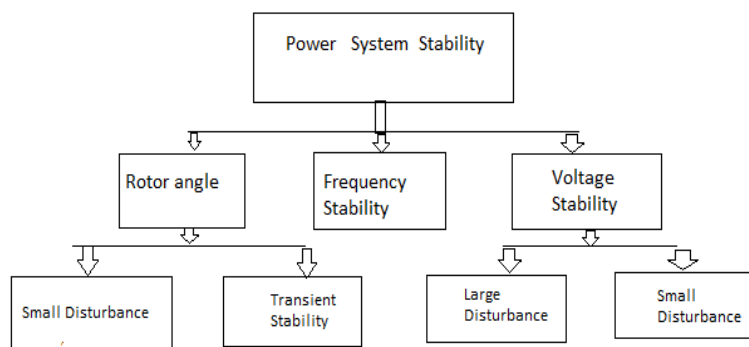 Power System Stability
Rotor angle
Frequency
Stability
Voltage
Stability
Small Disturbance
Transient
Stability
Large
Disturbance
Small
Disturbance